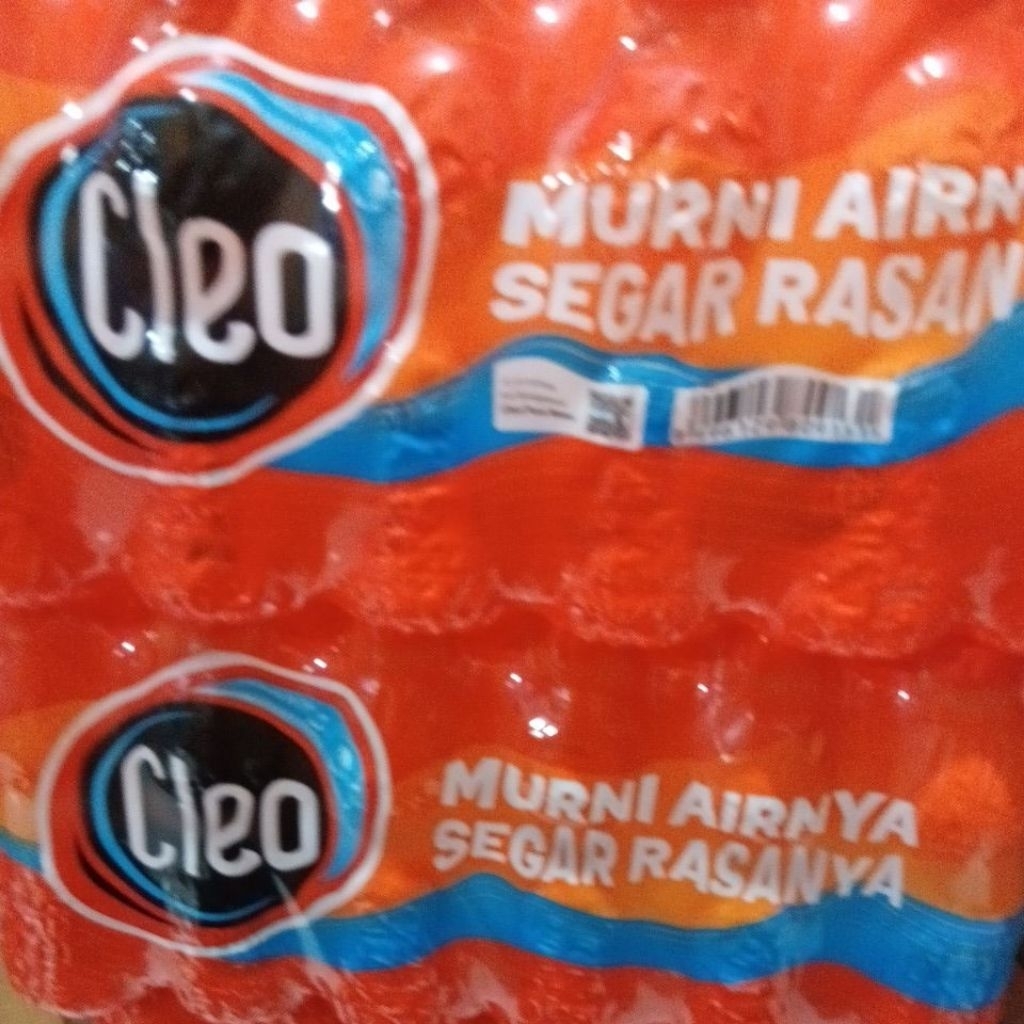 Cleo
MURNI AIRN
SEGAR RASAN
Cleo
MURNI AIRNYA
SEGAR RASANYA